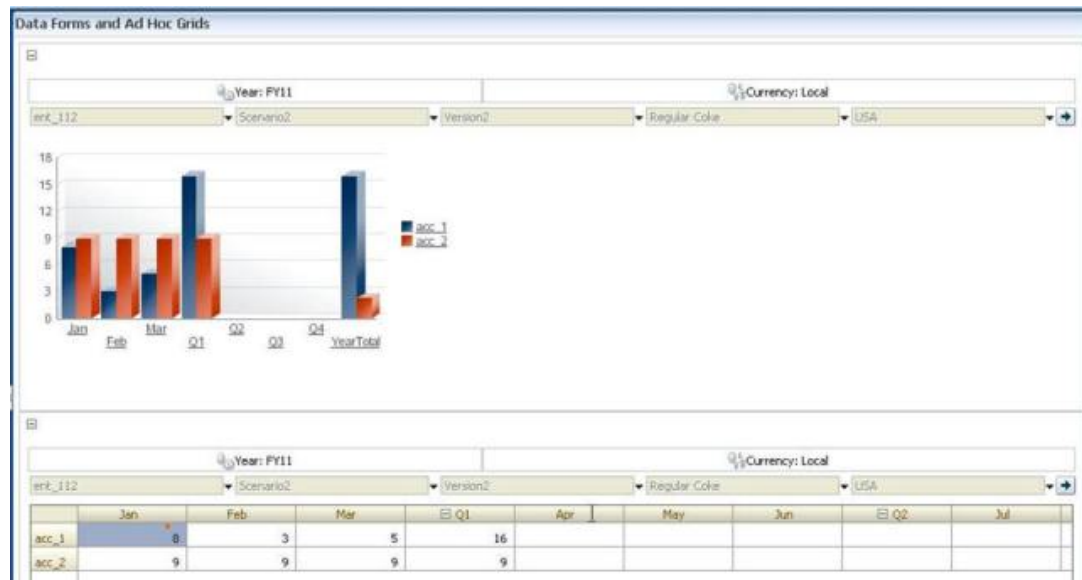 Data Forms and Ad Hoc Grids
Year: FY11 Currency: Local
ent_112 Scenario2 Version2 Regular Coke USA
18
15
12
9
6
3
0
acc_1
acc_2
Jan Feb Mar Q1 Q2 Q3 Q4 YearTotal
Year: FY11 Currency: Local
ent_112 Scenario2 Version2 Regular Coke USA
Jan Feb Mar Q1 Apr May Jun Q2 Jul
acc_1 8 3 5 16
acc_2 9 9 9 9